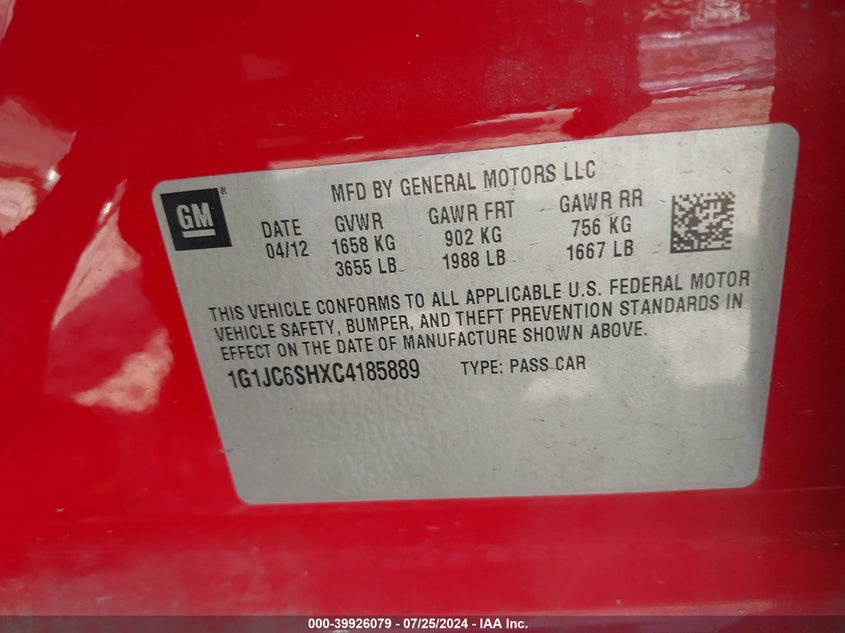 MFD BY GENERAL MOTORS LLC
GM®
DATE GVWR GAWR FRT GAWR RR
04/12 1658 KG 902 KG 756 KG
3655 LB 1988 LB 1667 LB
THIS VEHICLE CONFORMS TO ALL APPLICABLE U.S. FEDERAL MOTOR
VEHICLE SAFETY, BUMPER, AND THEFT PREVENTION STANDARDS IN
EFFECT ON THE DATE OF MANUFACTURE SHOWN ABOVE.
1G1JC6SHXC4185889 TYPE: PASS CAR
000-39926079 / 07/25/2024 - IAA Inc.